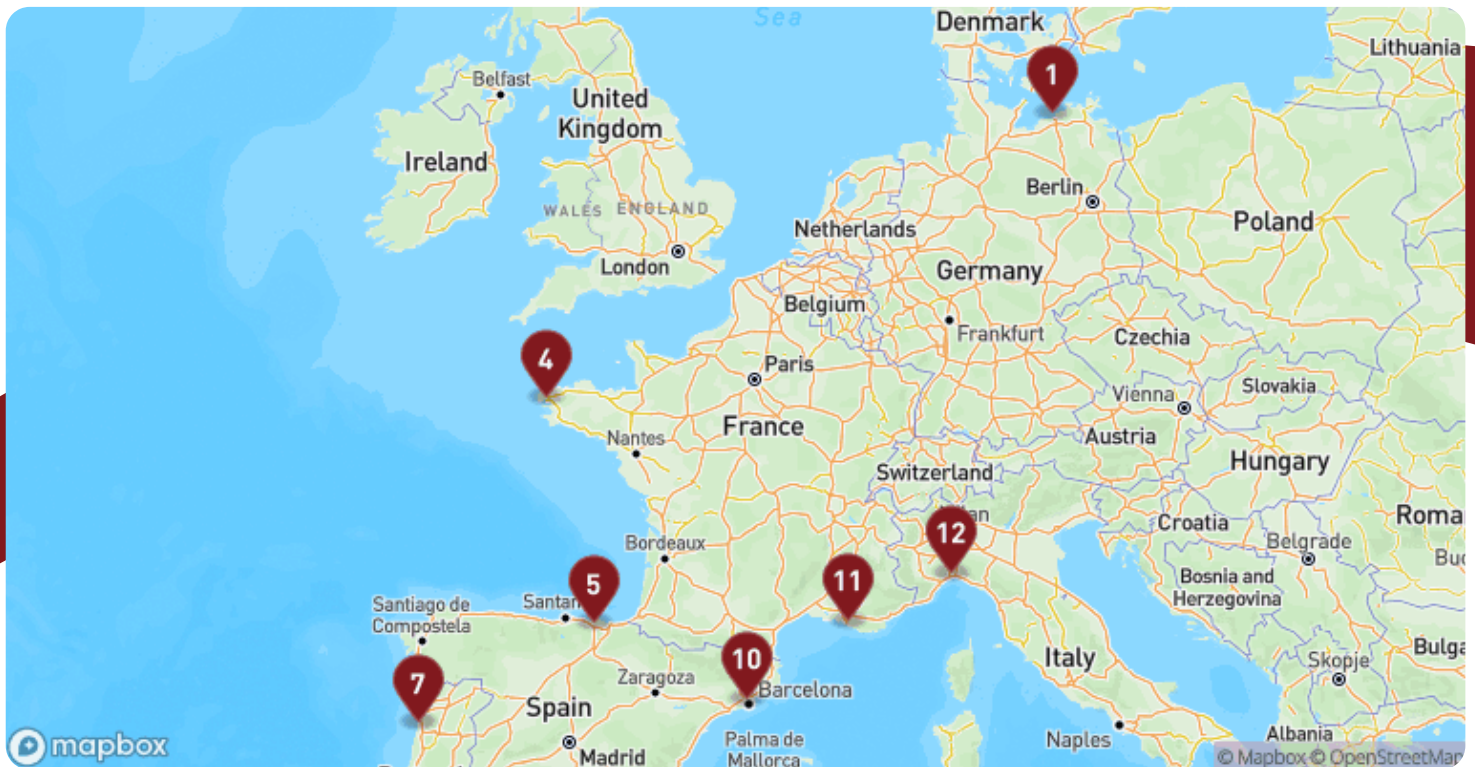 Sea
Denmark
Lithuania
1
Belfast
United
Kingdom
Ireland
Berlin
WALES ENGLAND
Poland
Netherlands
London
Germany
Belgium
Frankfurt
Czechia
4
Paris
Slovakia
Vienna
France
Nantes
Austria
Hungary
Switzerland
12
Croatia
Bordeaux
Belgrade
5
11
Bosnia and
Herzegovina
Santiago de
Compostela
Santan
10
Italy
Skopje
7
Zaragoza
Barcelona
Spain
Naples
Albania
Palma de
Mallorca
Madrid
mapbox
© Mapbox © OpenStreetMap